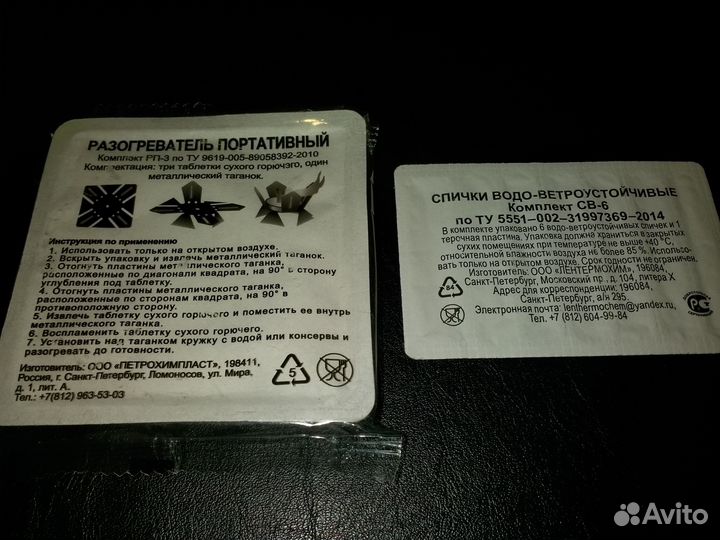 РАЗОГРЕВАТЕЛЬ ПОРТАТИВНЫЙ
Комплект РП-3 по ТУ 9619-005-89058392-2010
Комплектация: три таблетки сухого горючего, один
металлический таганок.
Инструкция по применению
1. Использовать только на открытом воздухе.
2. Вскрыть упаковку и извлечь металлический таганок.
3. Отогнуть пластины металлического таганка,
расположенные по диагонали квадрата, на 90° в сторону
углубления под таблетку.
4. Отогнуть пластины металлического таганка,
расположенные по сторонам квадрата, на 90° в
противоположную сторону.
5. Извлечь таблетку сухого горючего и поместить ее внутрь
металлического таганка.
6. Воспламенить таблетку сухого горючего.
7. Установить над таганком кружку с водой или консервы и
разогревать до готовности.
Изготовитель: ООО «ПЕТРОХИМПЛАСТ», 198411,
Россия, г. Санкт-Петербург, Ломоносов, ул. Мира,
д. 1, лит. А.
Тел.: +7(812) 963-53-03
5
СПИЧКИ ВОДО-ВЕТРОУСТОЙЧИВЫЕ
Комплект СВ-6
по ТУ 5551-002-31997369-2014
В комплекте упаковано 6 водо-ветроустойчивых спичек и 1
терочная пластина. Упаковка должна храниться в закрытых
сухих помещениях при температуре не выше +40 °С,
относительной влажности воздуха не более 85 %. Использо-
вать только на открытом воздухе. Срок годности не ограничен.
Изготовитель: ООО «ЛЕНТЕРМОХИМ», 196084,
Санкт-Петербург, Московский пр., д. 104, литера Х
Адрес для корреспонденции: 196084,
Санкт-Петербург, а/я 295.
Электронная почта: lenthermochem@yandex.ru,
Тел. +7 (812) 604-99-84
84
Avito